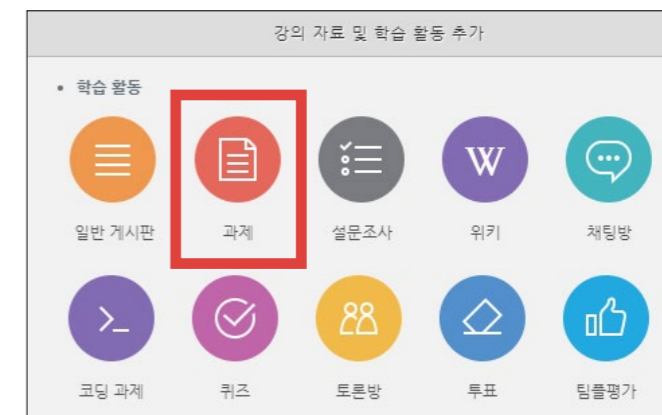 강의 자료 및 학습 활동 추가
• 학습 활동
W
일반 게시판 과제 설문조사 위키 채팅방
>_
코딩 과제 퀴즈 토론방 투표 팀플평가